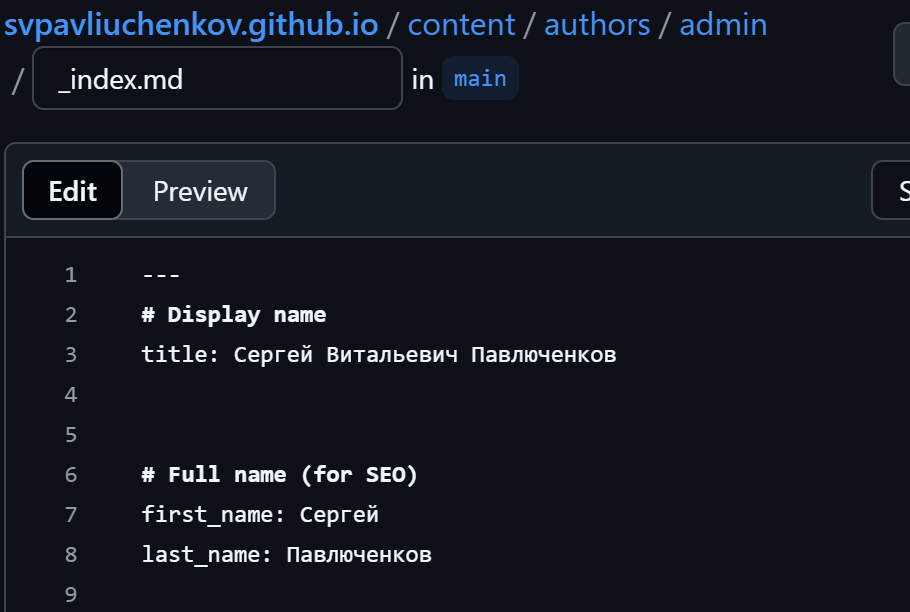 svpavliuchenkov.github.io / content / authors / admin
/ _index.md in main
Edit Preview S
1 ---
2 # Display name
3 title: Сергей Витальевич Павлюченков
4
5
6 # Full name (for SEO)
7 first_name: Сергей
8 last_name: Павлюченков
9